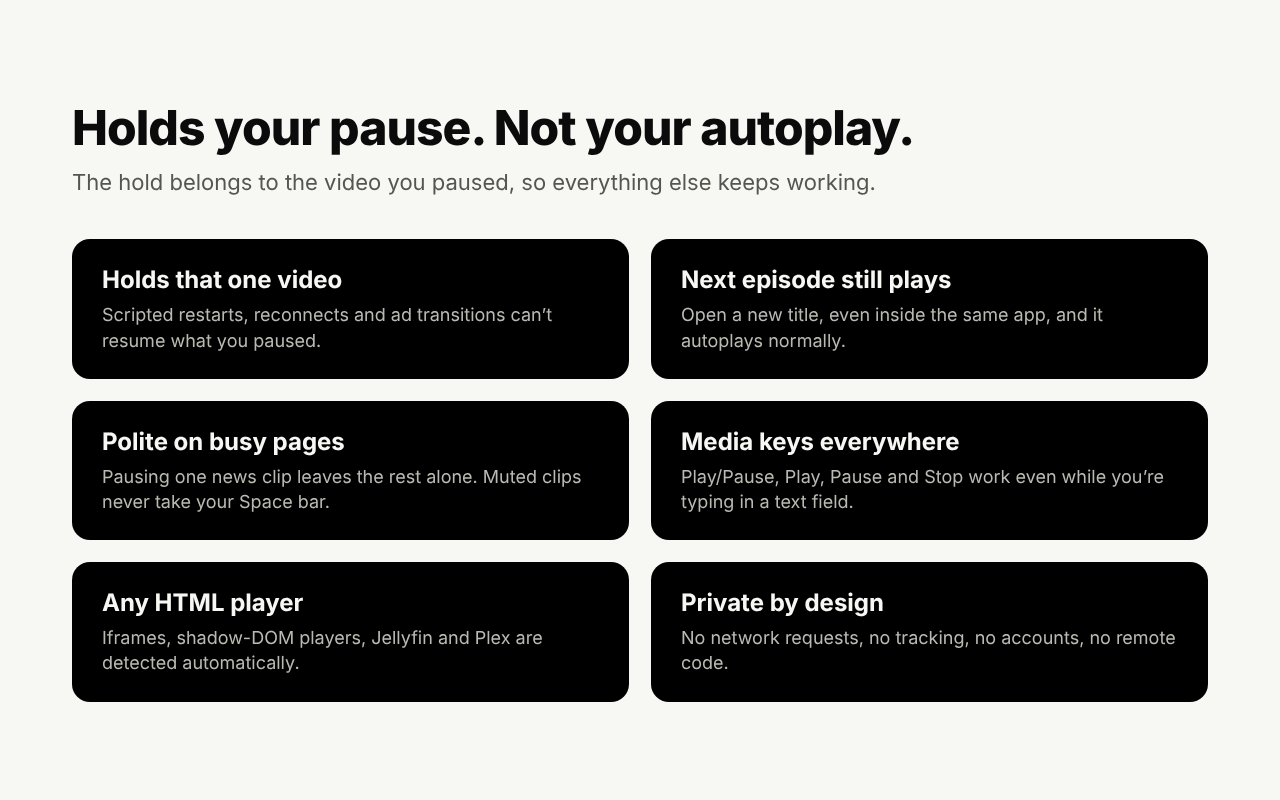 Holds your pause. Not your autoplay.
The hold belongs to the video you paused, so everything else keeps working.
Holds that one video
Scripted restarts, reconnects and ad transitions can’t
resume what you paused.
Next episode still plays
Open a new title, even inside the same app, and it
autoplays normally.
Polite on busy pages
Pausing one news clip leaves the rest alone. Muted clips
never take your Space bar.
Media keys everywhere
Play/Pause, Play, Pause and Stop work even while you’re
typing in a text field.
Any HTML player
Iframes, shadow-DOM players, Jellyfin and Plex are
detected automatically.
Private by design
No network requests, no tracking, no accounts, no remote
code.